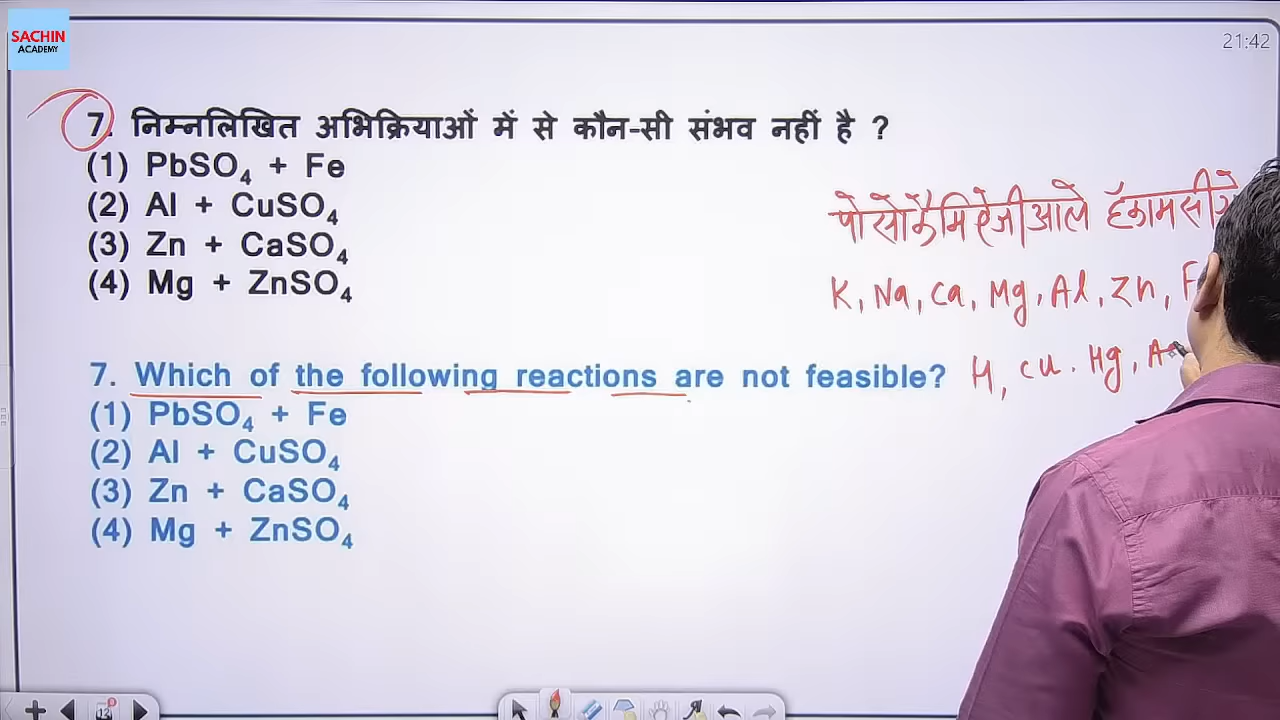 SACHIN
ACADEMY
21:42
7. निम्नलिखित अभिक्रियाओं में से कौन-सी संभव नहीं है ?
(1) PbSO₄ + Fe
(2) Al + CuSO₄
(3) Zn + CaSO₄
(4) Mg + ZnSO₄
K, Na, Ca, Mg, Al, Zn, F
7. Which of the following reactions are not feasible?
H, Cu. Hg, A
(1) PbSO₄ + Fe
(2) Al + CuSO₄
(3) Zn + CaSO₄
(4) Mg + ZnSO₄
12